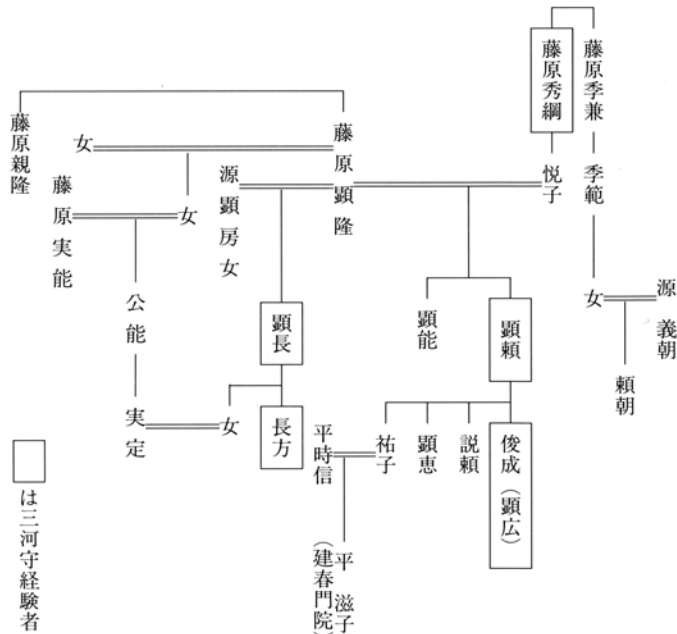 藤原季兼
季範
女
源義朝
頼朝
藤原秀綱
悦子
藤原顕隆
藤原親隆
女
女
藤原実能
公能
実定
源顕房女
顕長
女
長方
顕能
顕頼
俊成(顕広)
説頼
顕恵
祐子
平時信
平滋子
(建春門院)
は三河守経験者